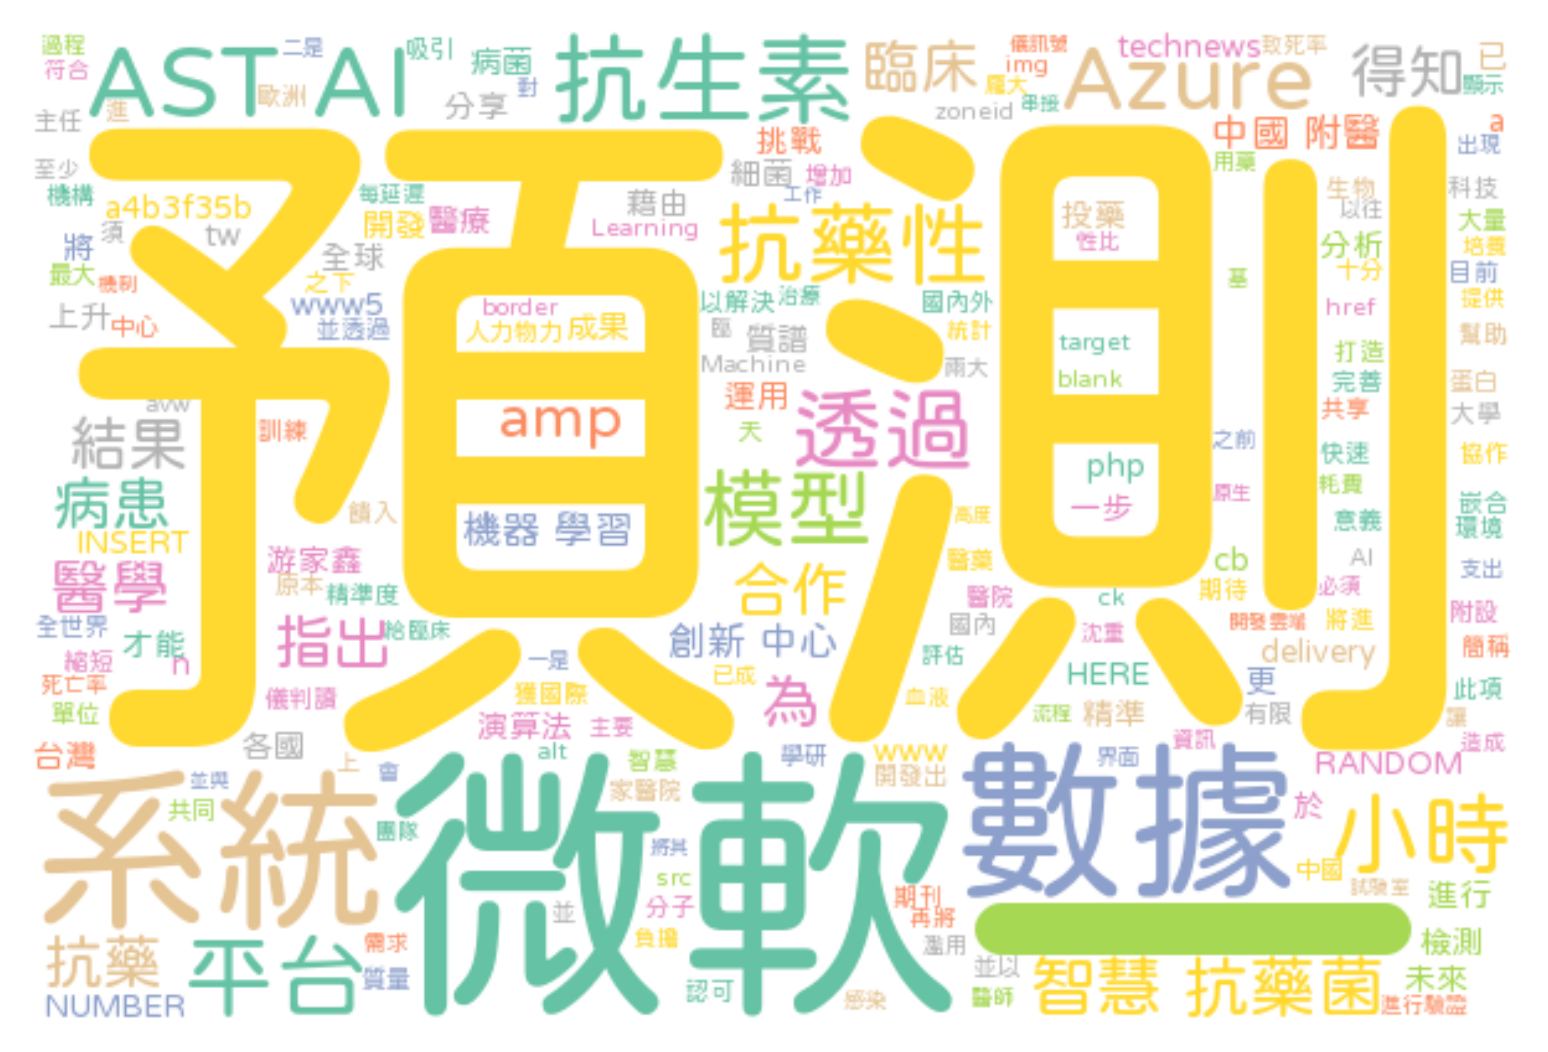 過程
符合
AST AI
二是
歐洲
吸引
病菌
對
分享
抗生素
臨床
儀訊號
img
龐大
串接
zoneid
technews
致死率
Azure
得知
已
顯示
主任
進
挑戰
中國 附醫
a
出現
至少
機構
a4b3f35b
每延遲
開發
醫療
細菌
增加
工作
藉由
Learning
抗藥性
投藥
性比
用藥
生物
以往
科技
大量
將
須
tw
最大
機制
全球
之下
www5
並透過
上升
中心
預測
border
人力物力
成果
以解決
治療
國內外
臨
質譜
統計
Machine
兩大
target
blank
基
分析
十分
培養
目前
提供
href
幫助
打造
完善
蛋白
共享
大學
avw
結果
訓練
amp
運用
天
透過
php
一步
之前
快速
協作
原生
耗費
病患
饋入
機器 學習
模型
高度
意義
嵌合
環境
INSERT
醫學
游家鑫
原本
精準度
合作
醫藥
醫院
ck
cb
期待
AI
必須
支出
附設
全世界
才能
縮短
n
指出
給臨床
創新 中心
國內
沈重
開發雲端
將進
評估
delivery
簡稱
死亡率
單位
儀判讀
一是
獲國際
已成
為
血液
HERE
更
此項
演算法
主要
流程
精準
有限
讓
台灣
各國
上
會
alt
智慧
學研
www
開發出
界面
資訊
造成
RANDOM
系統
並與
共同
團隊
家醫院
微軟
將其
src
分子
並
負擔
數據
於
小時
中國
試驗室
期刊
再將
進行
抗藥
平台
需求
質量
濫用
一
檢測
NUMBER
認可
感染
並以
醫師
智慧 抗藥菌
未來
進行驗證